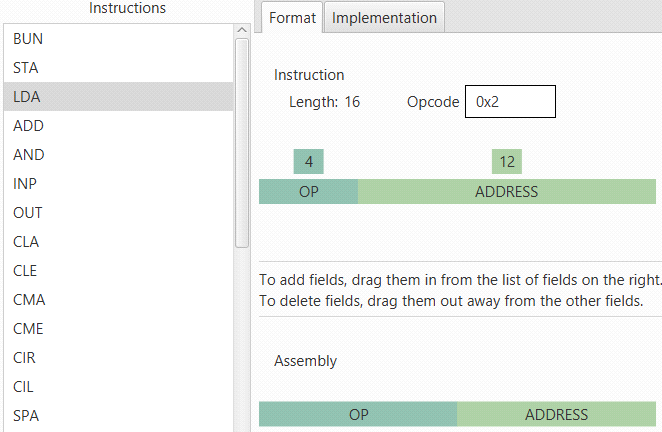 Instructions
BUN
STA
LDA
ADD
AND
INP
OUT
CLA
CLE
CMA
CME
CIR
CIL
SPA
Format Implementation
Instruction
Length: 16 Opcode 0x2
4 12
OP ADDRESS
To add fields, drag them in from the list of fields on the right.
To delete fields, drag them out away from the other fields.
Assembly
OP ADDRESS